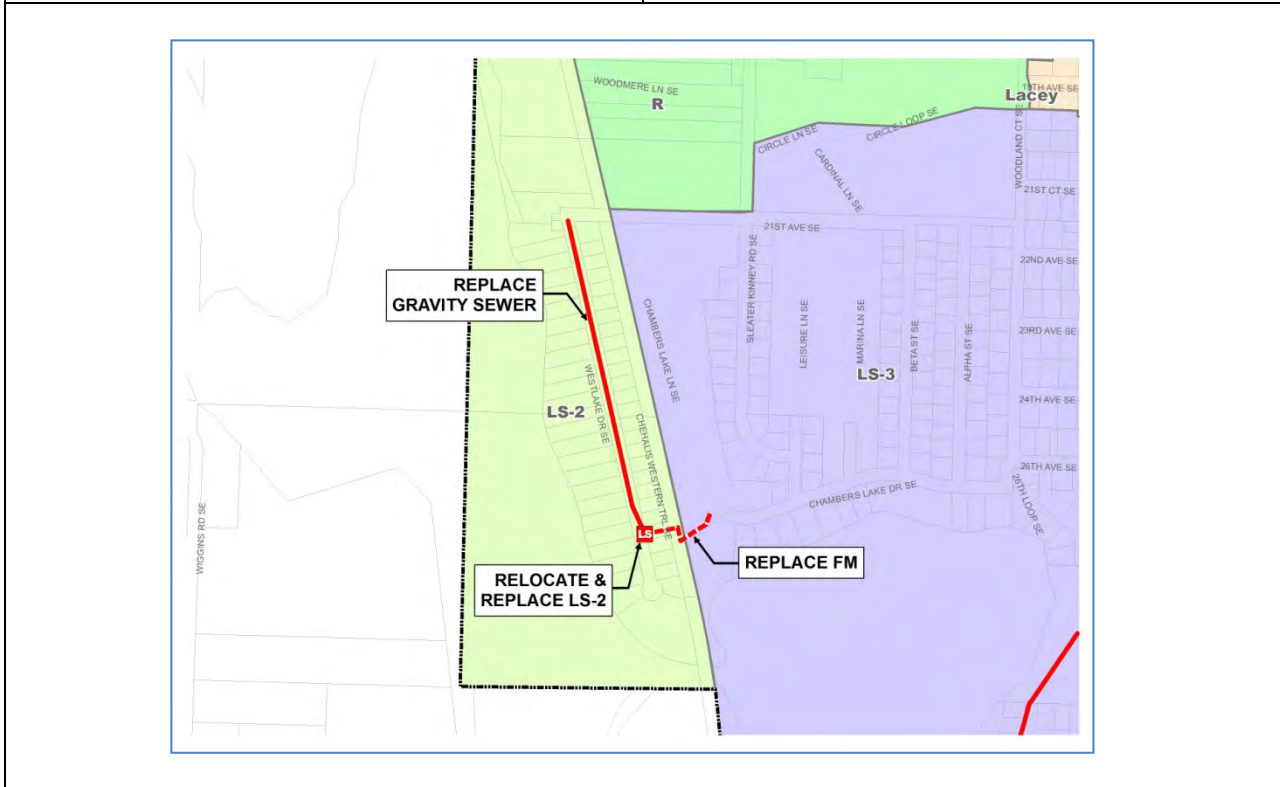 WOODMERE LN SE
R
19TH AVE SE
Lacey
CIRCLE LN SE
CIRCLE LOOP SE
CARDINAL LN SE
WOODLAND CT SE
21ST CT SE
21ST AVE SE
SLEATER KINNEY RD SE
22ND AVE SE
REPLACE
GRAVITY SEWER
CHAMBERS LAKE LN SE
LEISURE LN SE
MARINA LN SE
BETA ST SE
ALPHA ST SE
23RD AVE SE
LS-3
WESTLAKE DR SE
LS-2
CHEHALIS WESTERN TRL SE
24TH AVE SE
26TH AVE SE
CHAMBERS LAKE DR SE
26TH LOOP SE
WIGGINS RD SE
LS
REPLACE FM
RELOCATE &
REPLACE LS-2